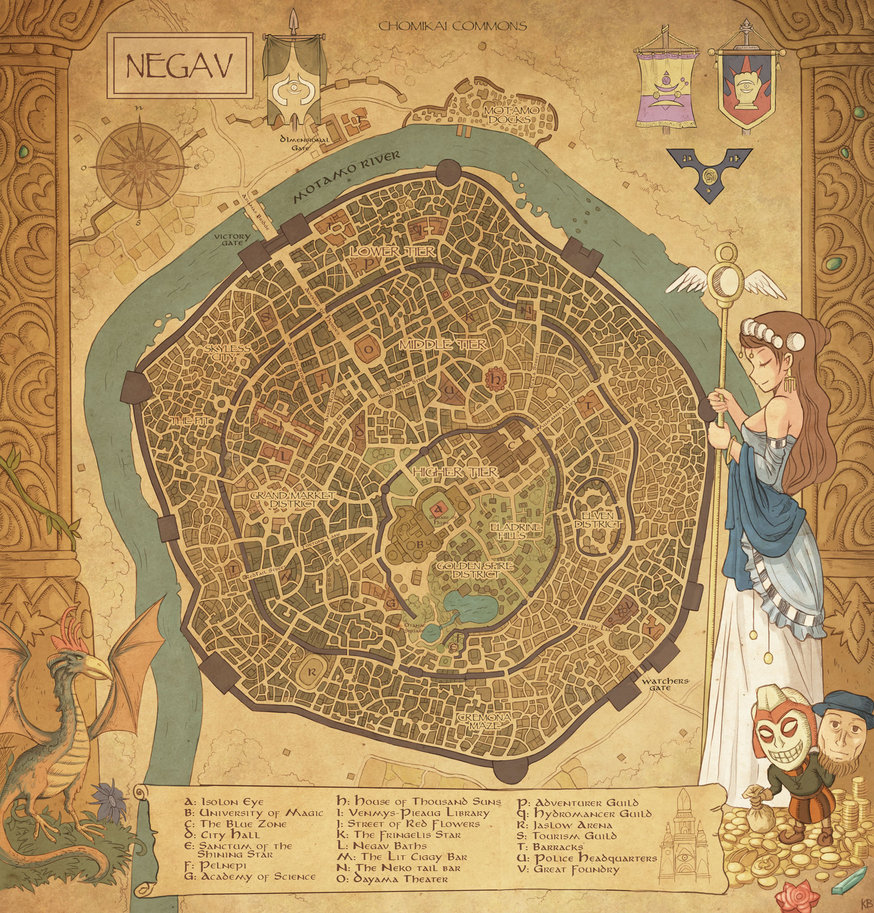 CHOMIKAI COMMONS
NEGAV
MOTAMO
DOCKS
DIMENSIONAL
GATE
N
MOTAMO RIVER
VICTORY
GATE
LOWER TIER
SKYLESS
CITY
MIDDLE TIER
THE PIT
HIGHER TIER
GRAND MARKET
DISTRICT
ELADRINE
HILLS
ELVEN
DISTRICT
GOLDEN SPIRE
DISTRICT
WATCHERS
GATE
CREMONA
MAZE
A: ISOLON EYE
B: UNIVERSITY OF MAGIC
C: THE BLUE ZONE
D: CITY HALL
E: SANCTUM OF THE
SHINING STAR
F: PELNEPI
G: ACADEMY OF SCIENCE
H: HOUSE OF THOUSAND SUNS
I: VENMYS PIEAUG LIBRARY
J: STREET OF RED FLOWERS
K: THE FRINGELIS STAR
L: NEGAV BATHS
M: THE LIT CIGGY BAR
N: THE NEKO TAIL BAR
O: DAYAMA THEATER
P: ADVENTURER GUILD
Q: HYDROMANCER GUILD
R: JASLOW ARENA
S: TOURISM GUILD
T: BARRACKS
U: POLICE HEADQUARTERS
V: GREAT FOUNDRY
KB